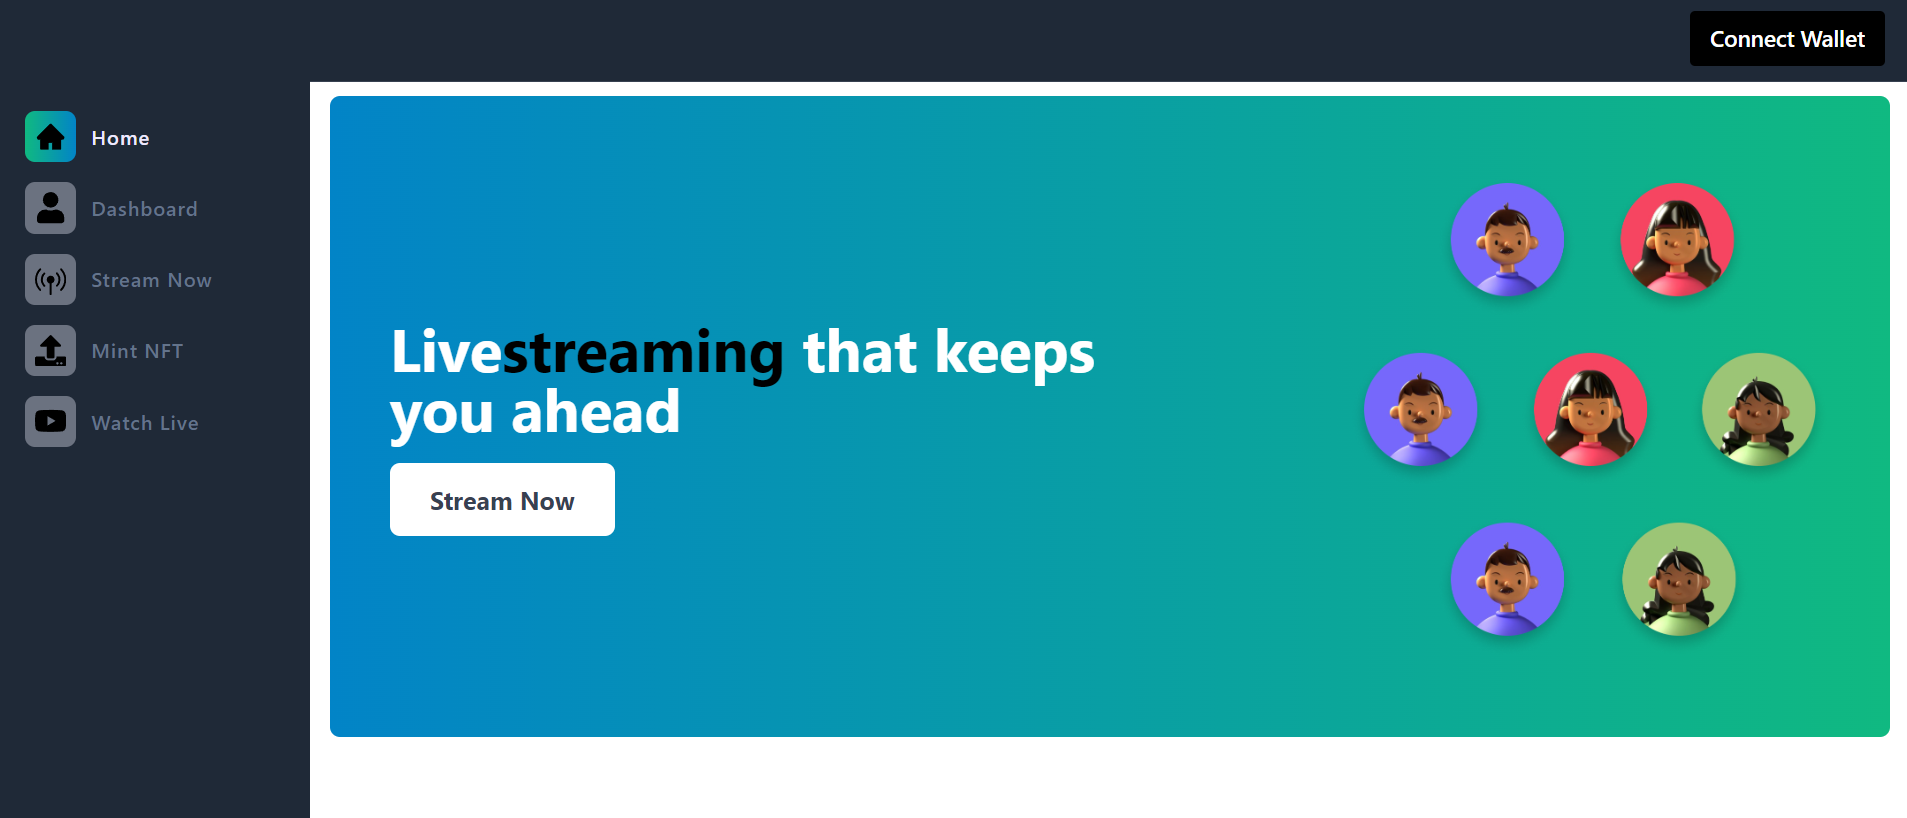 Connect Wallet
Home
Dashboard
Stream Now
Mint NFT
Watch Live
Livestreaming that keeps
you ahead
Stream Now